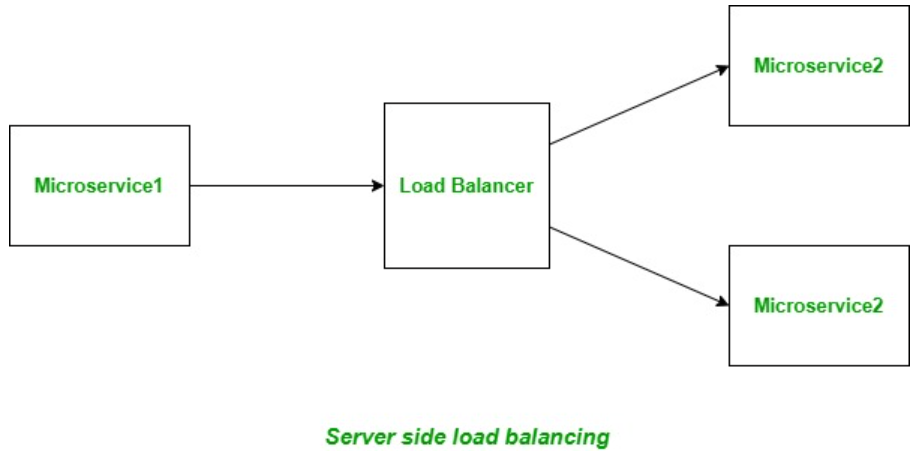 Microservice2
Microservice1
Load Balancer
Microservice2
Server side load balancing